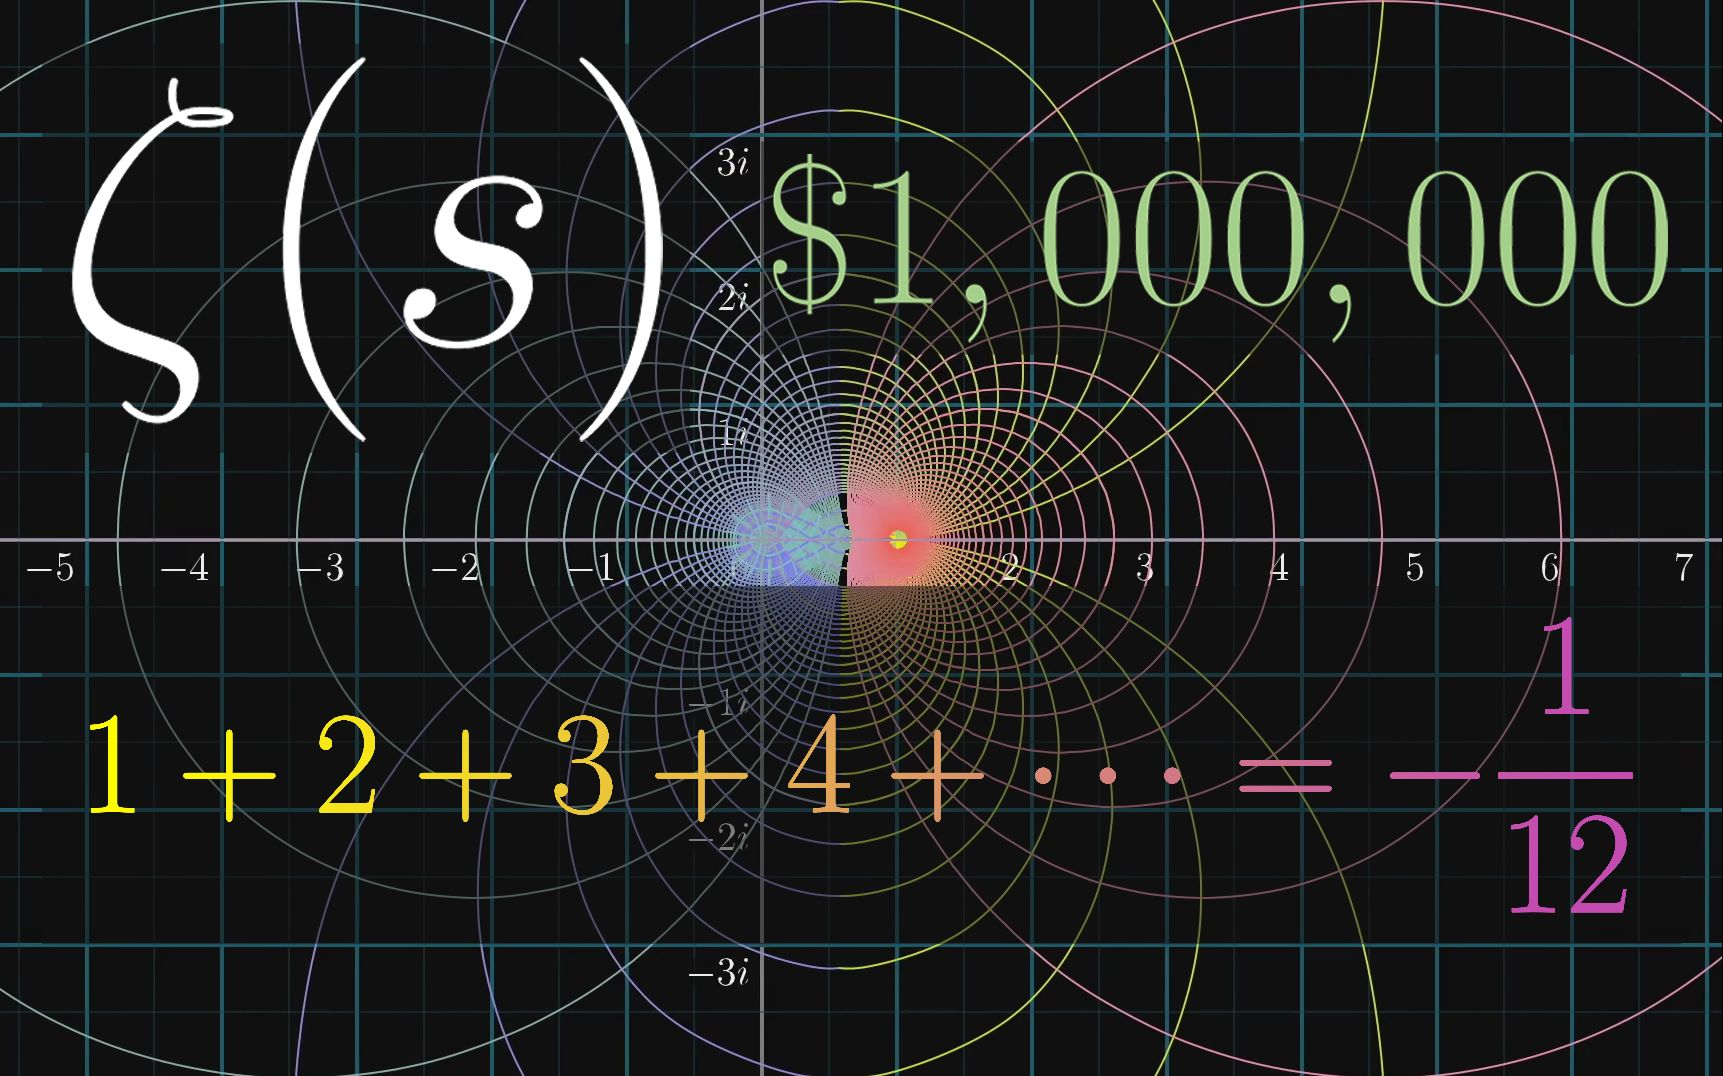 ζ(s) $1,000,000
3i
2i
1i
−5 −4 −3 −2 −1 2 3 4 5 6 7
−1i
1 + 2 + 3 + 4 + ··· = −1/12
−2i
−3i